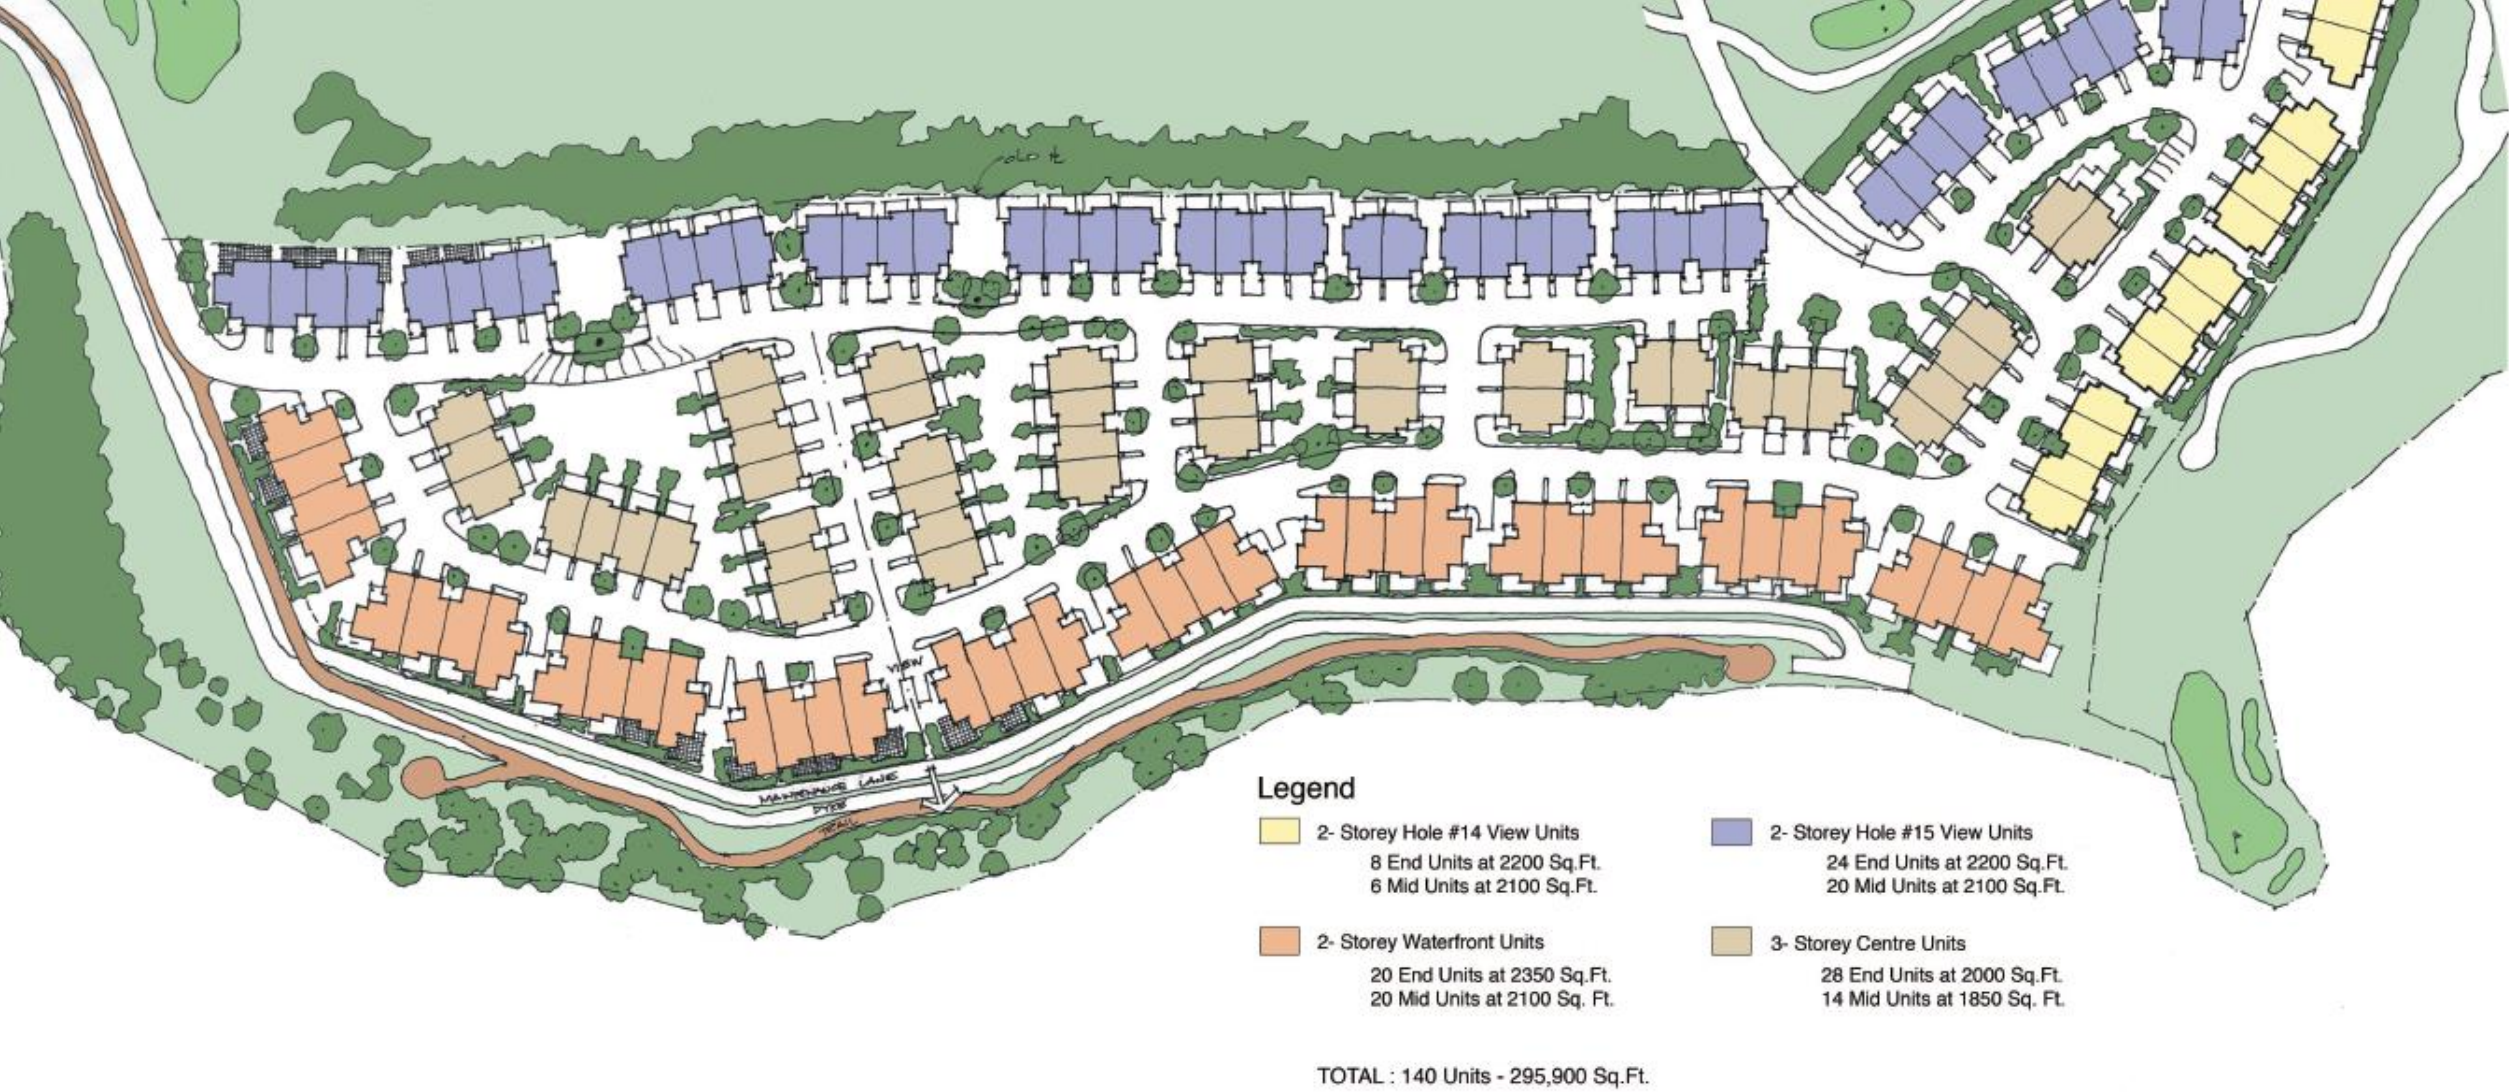 VIEW
MAINTENANCE LANE
DYKE
TRAIL
Legend
2- Storey Hole #14 View Units
8 End Units at 2200 Sq.Ft.
6 Mid Units at 2100 Sq.Ft.
2- Storey Hole #15 View Units
24 End Units at 2200 Sq.Ft.
20 Mid Units at 2100 Sq.Ft.
2- Storey Waterfront Units
20 End Units at 2350 Sq.Ft.
20 Mid Units at 2100 Sq. Ft.
3- Storey Centre Units
28 End Units at 2000 Sq.Ft.
14 Mid Units at 1850 Sq. Ft.
TOTAL : 140 Units - 295,900 Sq.Ft.